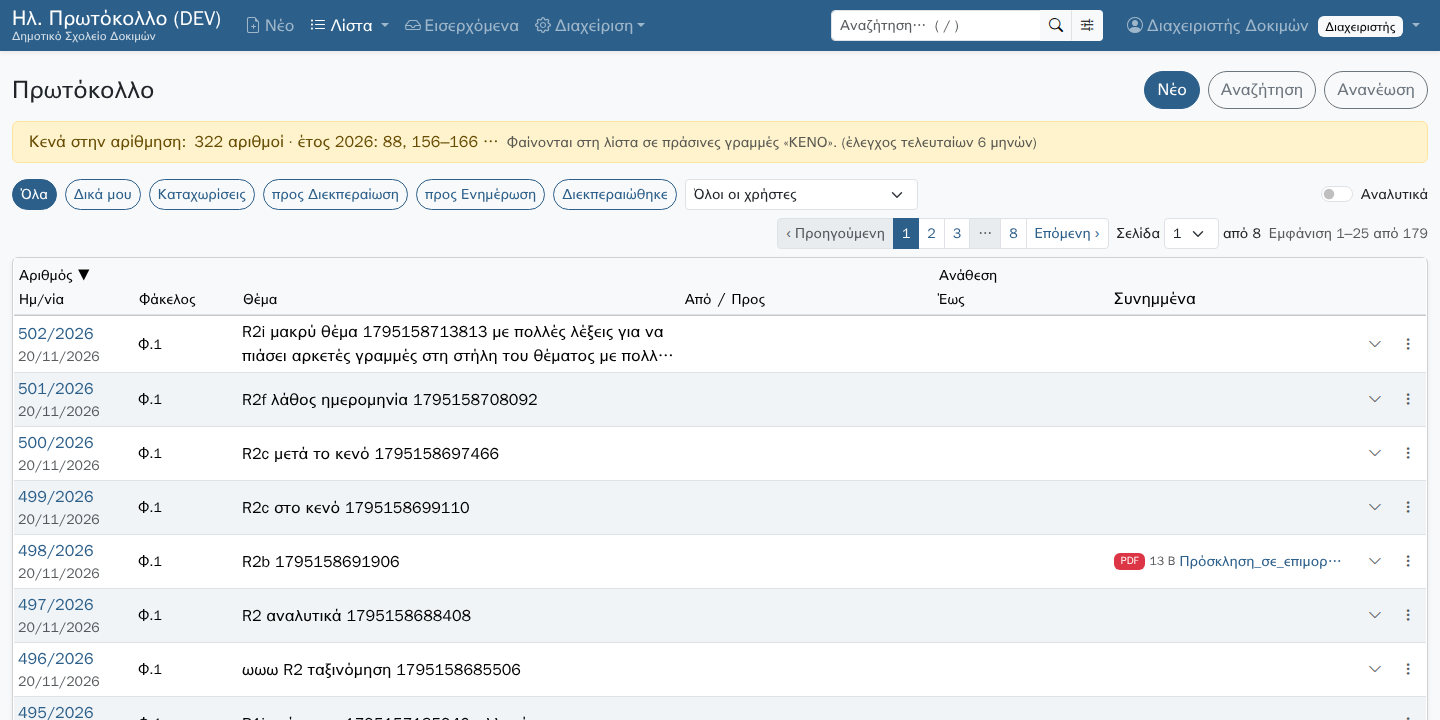 Ηλ. Πρωτόκολλο (DEV)
Δημοτικό Σχολείο Δοκιμών
Νέο
Λίστα
Εισερχόμενα
Διαχείριση
Αναζήτηση… ( / )
Διαχειριστής Δοκιμών Διαχειριστής
Πρωτόκολλο
Νέο Αναζήτηση Ανανέωση
Κενά στην αρίθμηση: 322 αριθμοί · έτος 2026: 88, 156–166 … Φαίνονται στη λίστα σε πράσινες γραμμές «ΚΕΝΟ». (έλεγχος τελευταίων 6 μηνών)
Όλα Δικά μου Καταχωρίσεις προς Διεκπεραίωση προς Ενημέρωση Διεκπεραιώθηκε Όλοι οι χρήστες Αναλυτικά
‹ Προηγούμενη 1 2 3 … 8 Επόμενη › Σελίδα 1 από 8 Εμφάνιση 1–25 από 179
Αριθμός ▼ Ανάθεση
Ημ/νία Φάκελος Θέμα Από / Προς Έως Συνημμένα
502/2026
20/11/2026
Φ.1
R2i μακρύ θέμα 1795158713813 με πολλές λέξεις για να
πιάσει αρκετές γραμμές στη στήλη του θέματος με πολλ…
501/2026
20/11/2026
Φ.1
R2f λάθος ημερομηνία 1795158708092
500/2026
20/11/2026
Φ.1
R2c μετά το κενό 1795158697466
499/2026
20/11/2026
Φ.1
R2c στο κενό 1795158699110
498/2026
20/11/2026
Φ.1
R2b 1795158691906
PDF 13 B Πρόσκληση_σε_επιμορ…
497/2026
20/11/2026
Φ.1
R2 αναλυτικά 1795158688408
496/2026
20/11/2026
Φ.1
ωωω R2 ταξινόμηση 1795158685506
495/2026